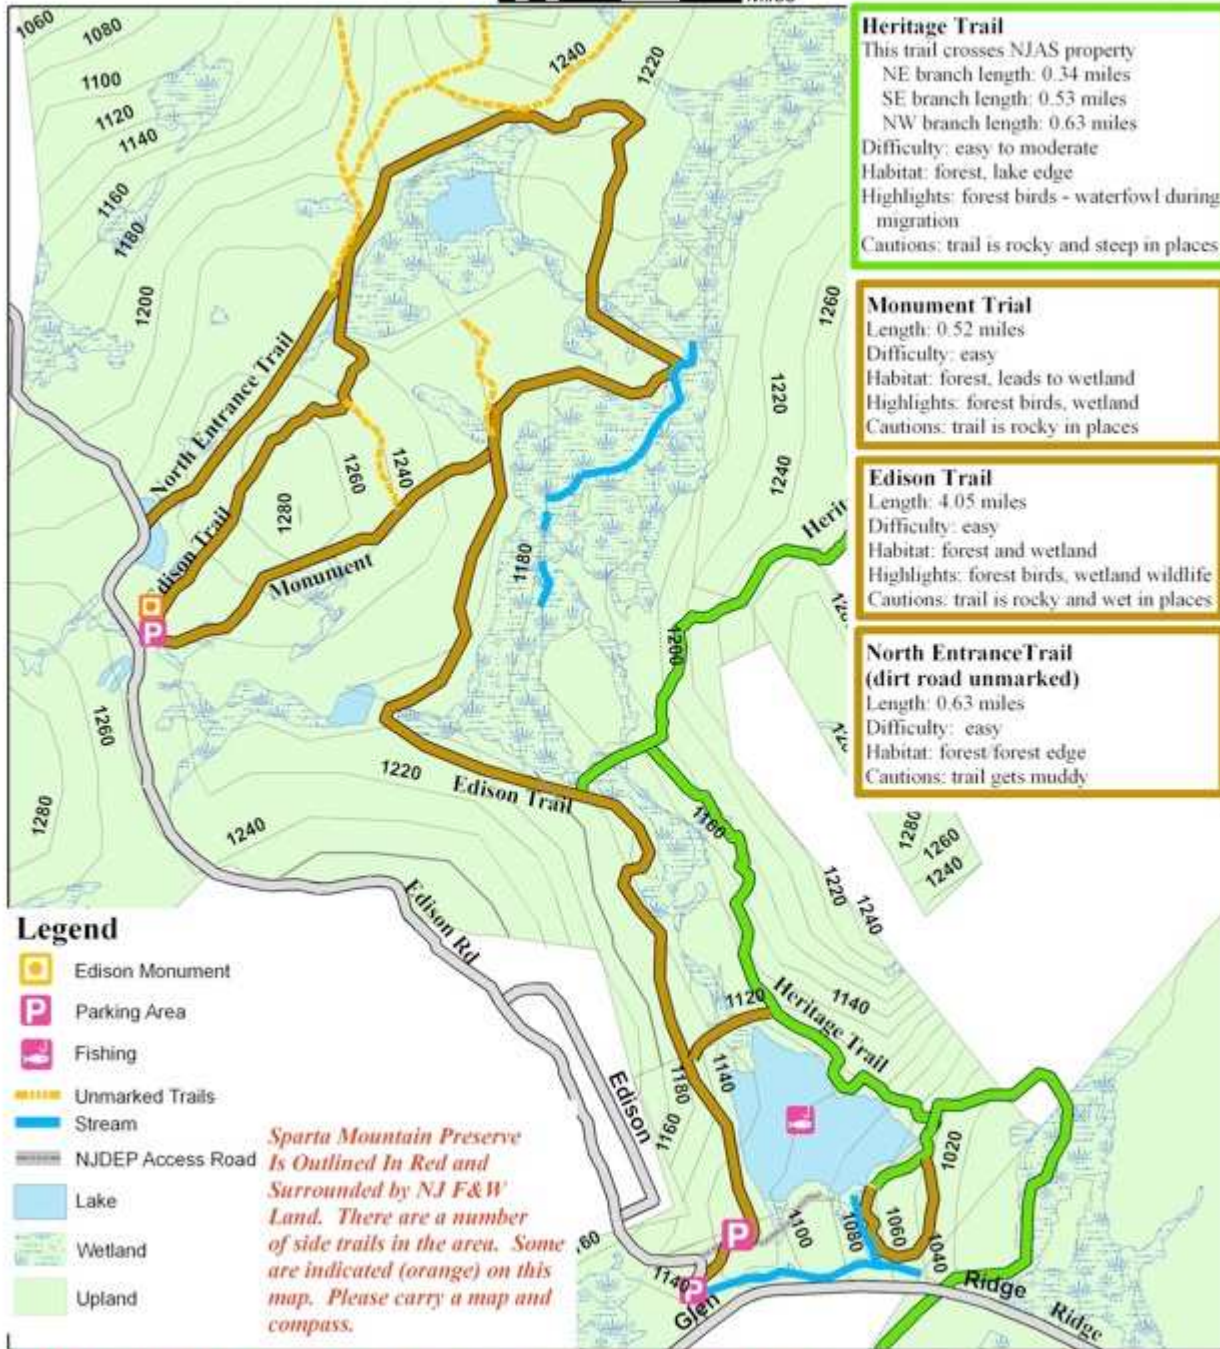 1060
1080
1100
1120
1140
1160
1180
1200
1240
1220
Heritage Trail
This trail crosses NJAS property
NE branch length: 0.34 miles
SE branch length: 0.53 miles
NW branch length: 0.63 miles
Difficulty: easy to moderate
Habitat: forest, lake edge
Highlights: forest birds - waterfowl during
migration
Cautions: trail is rocky and steep in places
1260
Monument Trial
Length: 0.52 miles
Difficulty: easy
Habitat: forest, leads to wetland
Highlights: forest birds, wetland
Cautions: trail is rocky in places
1220
1240
North Entrance Trail
1260
1240
1280
Edison Trail
Length: 4.05 miles
Difficulty: easy
Habitat: forest and wetland
Highlights: forest birds, wetland wildlife
Cautions: trail is rocky and wet in places
Herit
dison Trail
Monument
1180
P
1200
North EntranceTrail
(dirt road unmarked)
Length: 0.63 miles
Difficulty: easy
Habitat: forest/forest edge
Cautions: trail gets muddy
1260
1220
Edison Trail
1280
1240
1160
1280
1260
1240
1220
1240
Edison Rd
Legend
Edison Monument
P Parking Area
Fishing
Unmarked Trails
Stream
NJDEP Access Road
Lake
Wetland
Upland
Sparta Mountain Preserve
Is Outlined In Red and
Surrounded by NJ F&W
Land. There are a number
of side trails in the area. Some
are indicated (orange) on this
map. Please carry a map and
compass.
1120
1140
Heritage Trail
1140
1180
1160
Edison
1020
P
1100
1080
1060
1040
.60
1140
P
Glen
Ridge
Ridge